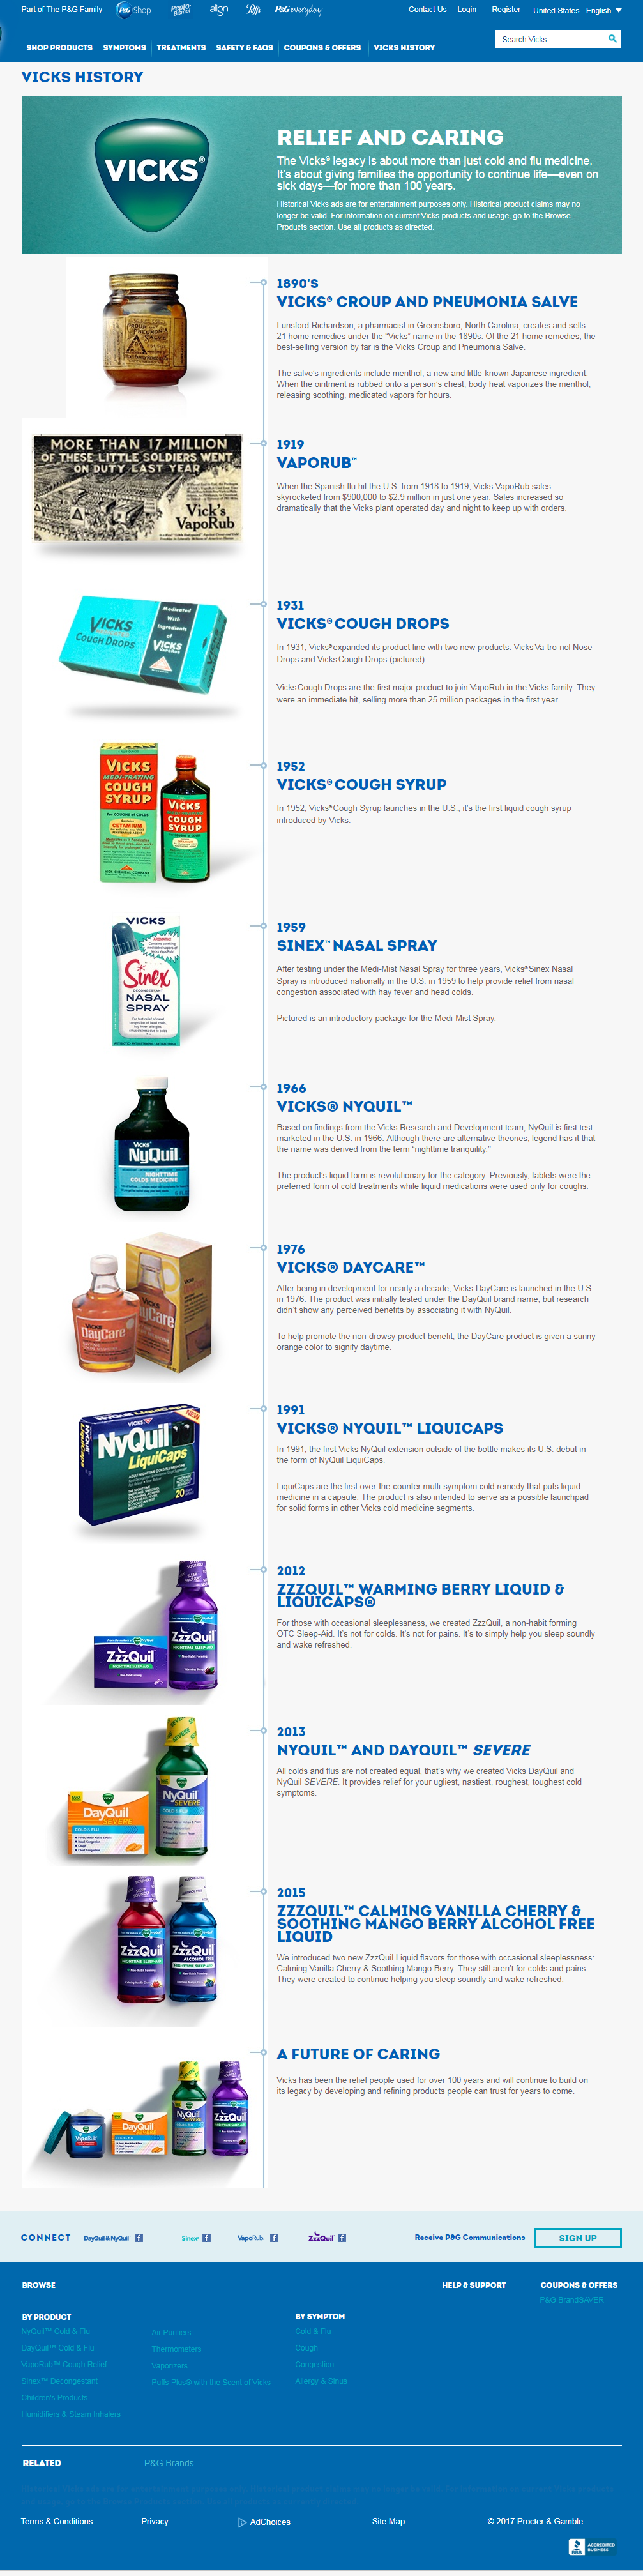 Part of The P&G Family
P&G Shop
Pepto Bismol
align
Puffs
P&G everyday
Contact Us
Login
Register
United States - English
SHOP PRODUCTS
SYMPTOMS
TREATMENTS
SAFETY & FAQS
COUPONS & OFFERS
VICKS HISTORY
Search Vicks
VICKS HISTORY
VICKS®
RELIEF AND CARING
The Vicks® legacy is about more than just cold and flu medicine.
It's about giving families the opportunity to continue life—even on
sick days—for more than 100 years.
Historical Vicks ads are for entertainment purposes only. Historical product claims may no
longer be valid. For information on current Vicks products and usage, go to the Browse
Products section. Use all products as directed.
1890'S
VICKS® CROUP AND PNEUMONIA SALVE
Lunsford Richardson, a pharmacist in Greensboro, North Carolina, creates and sells
21 home remedies under the "Vicks" name in the 1890s. Of the 21 home remedies, the
best-selling version by far is the Vicks Croup and Pneumonia Salve.
The salve's ingredients include menthol, a new and little-known Japanese ingredient.
When the ointment is rubbed onto a person's chest, body heat vaporizes the menthol,
releasing soothing, medicated vapors for hours.
MORE THAN 17 MILLION
OF THESE LITTLE SOLDIERS WENT
ON DUTY LAST YEAR
Vick's
VapoRub
1919
VAPORUB™
When the Spanish flu hit the U.S. from 1918 to 1919, Vicks VapoRub sales
skyrocketed from $900,000 to $2.9 million in just one year. Sales increased so
dramatically that the Vicks plant operated day and night to keep up with orders.
VICKS
COUGH DROPS
Medicated
With
Ingredients
of
VICKS
1931
VICKS® COUGH DROPS
In 1931, Vicks® expanded its product line with two new products: Vicks Va-tro-nol Nose
Drops and Vicks Cough Drops (pictured).
Vicks Cough Drops are the first major product to join VapoRub in the Vicks family. They
were an immediate hit, selling more than 25 million packages in the first year.
VICKS
MEDI-TRATING
COUGH
SYRUP
For COUGHS of COLDS
CETAMIUM
VICKS
COUGH
SYRUP
1952
VICKS® COUGH SYRUP
In 1952, Vicks® Cough Syrup launches in the U.S.; it's the first liquid cough syrup
introduced by Vicks.
VICKS
Sinex
NASAL
SPRAY
1959
SINEX™ NASAL SPRAY
After testing under the Medi-Mist Nasal Spray for three years, Vicks® Sinex Nasal
Spray is introduced nationally in the U.S. in 1959 to help provide relief from nasal
congestion associated with hay fever and head colds.
Pictured is an introductory package for the Medi-Mist Spray.
VICKS
NyQuil
NIGHTTIME
COLDS MEDICINE
1966
VICKS® NYQUIL™
Based on findings from the Vicks Research and Development team, NyQuil is first test
marketed in the U.S. in 1966. Although there are alternative theories, legend has it that
the name was derived from the term "nighttime tranquility."
The product's liquid form is revolutionary for the category. Previously, tablets were the
preferred form of cold treatments while liquid medications were used only for coughs.
VICKS
DayCare
1976
VICKS® DAYCARE™
After being in development for nearly a decade, Vicks DayCare is launched in the U.S.
in 1976. The product was initially tested under the DayQuil brand name, but research
didn't show any perceived benefits by associating it with NyQuil.
To help promote the non-drowsy product benefit, the DayCare product is given a sunny
orange color to signify daytime.
VICKS
NEW
NyQuil
LiquiCaps
20
1991
VICKS® NYQUIL™ LIQUICAPS
In 1991, the first Vicks NyQuil extension outside of the bottle makes its U.S. debut in
the form of NyQuil LiquiCaps.
LiquiCaps are the first over-the-counter multi-symptom cold remedy that puts liquid
medicine in a capsule. The product is also intended to serve as a possible launchpad
for solid forms in other Vicks cold medicine segments.
ZzzQuil
NIGHTTIME SLEEP-AID
ZzzQuil
NIGHTTIME SLEEP-AID
2012
ZZZQUIL™ WARMING BERRY LIQUID &
LIQUICAPS®
For those with occasional sleeplessness, we created ZzzQuil, a non-habit forming
OTC Sleep-Aid. It's not for colds. It's not for pains. It's to simply help you sleep soundly
and wake refreshed.
DayQuil
SEVERE
COLD & FLU
NyQuil
SEVERE
COLD & FLU
2013
NYQUIL™ AND DAYQUIL™ SEVERE
All colds and flus are not created equal, that's why we created Vicks DayQuil and
NyQuil SEVERE. It provides relief for your ugliest, nastiest, roughest, toughest cold
symptoms.
ZzzQuil
NIGHTTIME SLEEP-AID
ZzzQuil
ALCOHOL FREE
2015
ZZZQUIL™ CALMING VANILLA CHERRY &
SOOTHING MANGO BERRY ALCOHOL FREE
LIQUID
We introduced two new ZzzQuil Liquid flavors for those with occasional sleeplessness:
Calming Vanilla Cherry & Soothing Mango Berry. They still aren't for colds and pains.
They were created to continue helping you sleep soundly and wake refreshed.
VapoRub
DayQuil
NyQuil
ZzzQuil
A FUTURE OF CARING
Vicks has been the relief people used for over 100 years and will continue to build on
its legacy by developing and refining products people can trust for years to come.
CONNECT
DayQuil & NyQuil
Sinex
VapoRub
ZzzQuil
Receive P&G Communications
SIGN UP
BROWSE
HELP & SUPPORT
COUPONS & OFFERS
P&G BrandSAVER
BY PRODUCT
NyQuil™ Cold & Flu
DayQuil™ Cold & Flu
VapoRub™ Cough Relief
Sinex™ Decongestant
Children's Products
Humidifiers & Steam Inhalers
Air Purifiers
Thermometers
Vaporizers
Puffs Plus® with the Scent of Vicks
BY SYMPTOM
Cold & Flu
Cough
Congestion
Allergy & Sinus
RELATED
P&G Brands
Terms & Conditions
Privacy
AdChoices
Site Map
© 2017 Procter & Gamble
BBB
ACCREDITED
BUSINESS